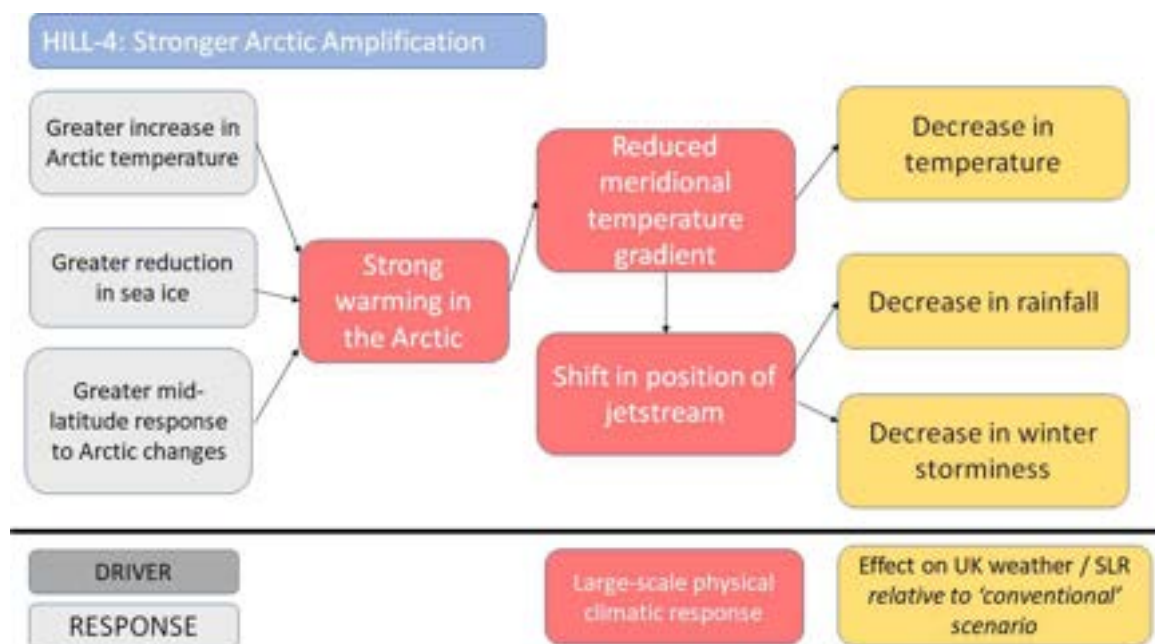 HILL-4: Stronger Arctic Amplification
Greater increase in
Arctic temperature
Greater reduction
in sea ice
Greater mid-
latitude response
to Arctic changes
Strong
warming in
the Arctic
Reduced
meridional
temperature
gradient
Shift in position of
jetstream
Decrease in
temperature
Decrease in rainfall
Decrease in winter
storminess
DRIVER
RESPONSE
Large-scale physical
climatic response
Effect on UK weather / SLR
relative to ‘conventional’
scenario